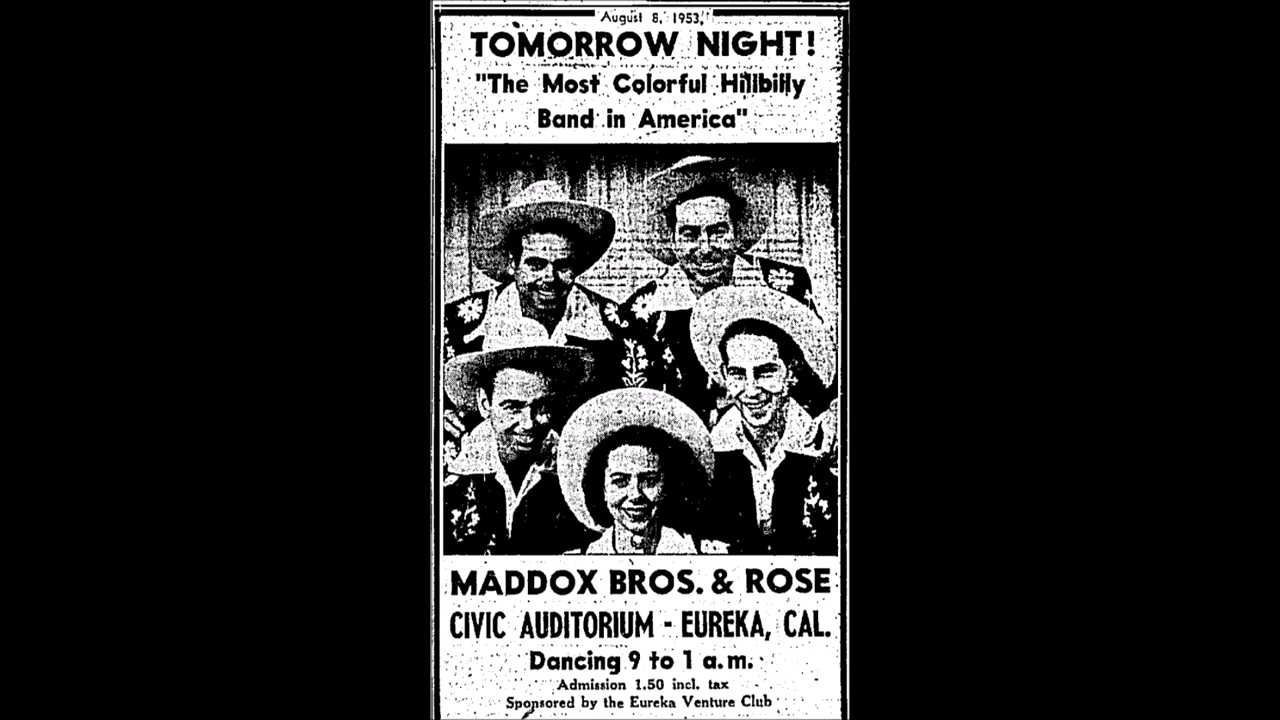 August 8, 1953,
TOMORROW NIGHT!
"The Most Colorful Hillbilly
Band in America"
MADDOX BROS. & ROSE
CIVIC AUDITORIUM - EUREKA, CAL.
Dancing 9 to 1 a.m.
Admission 1.50 incl. tax
Sponsored by the Eureka Venture Club